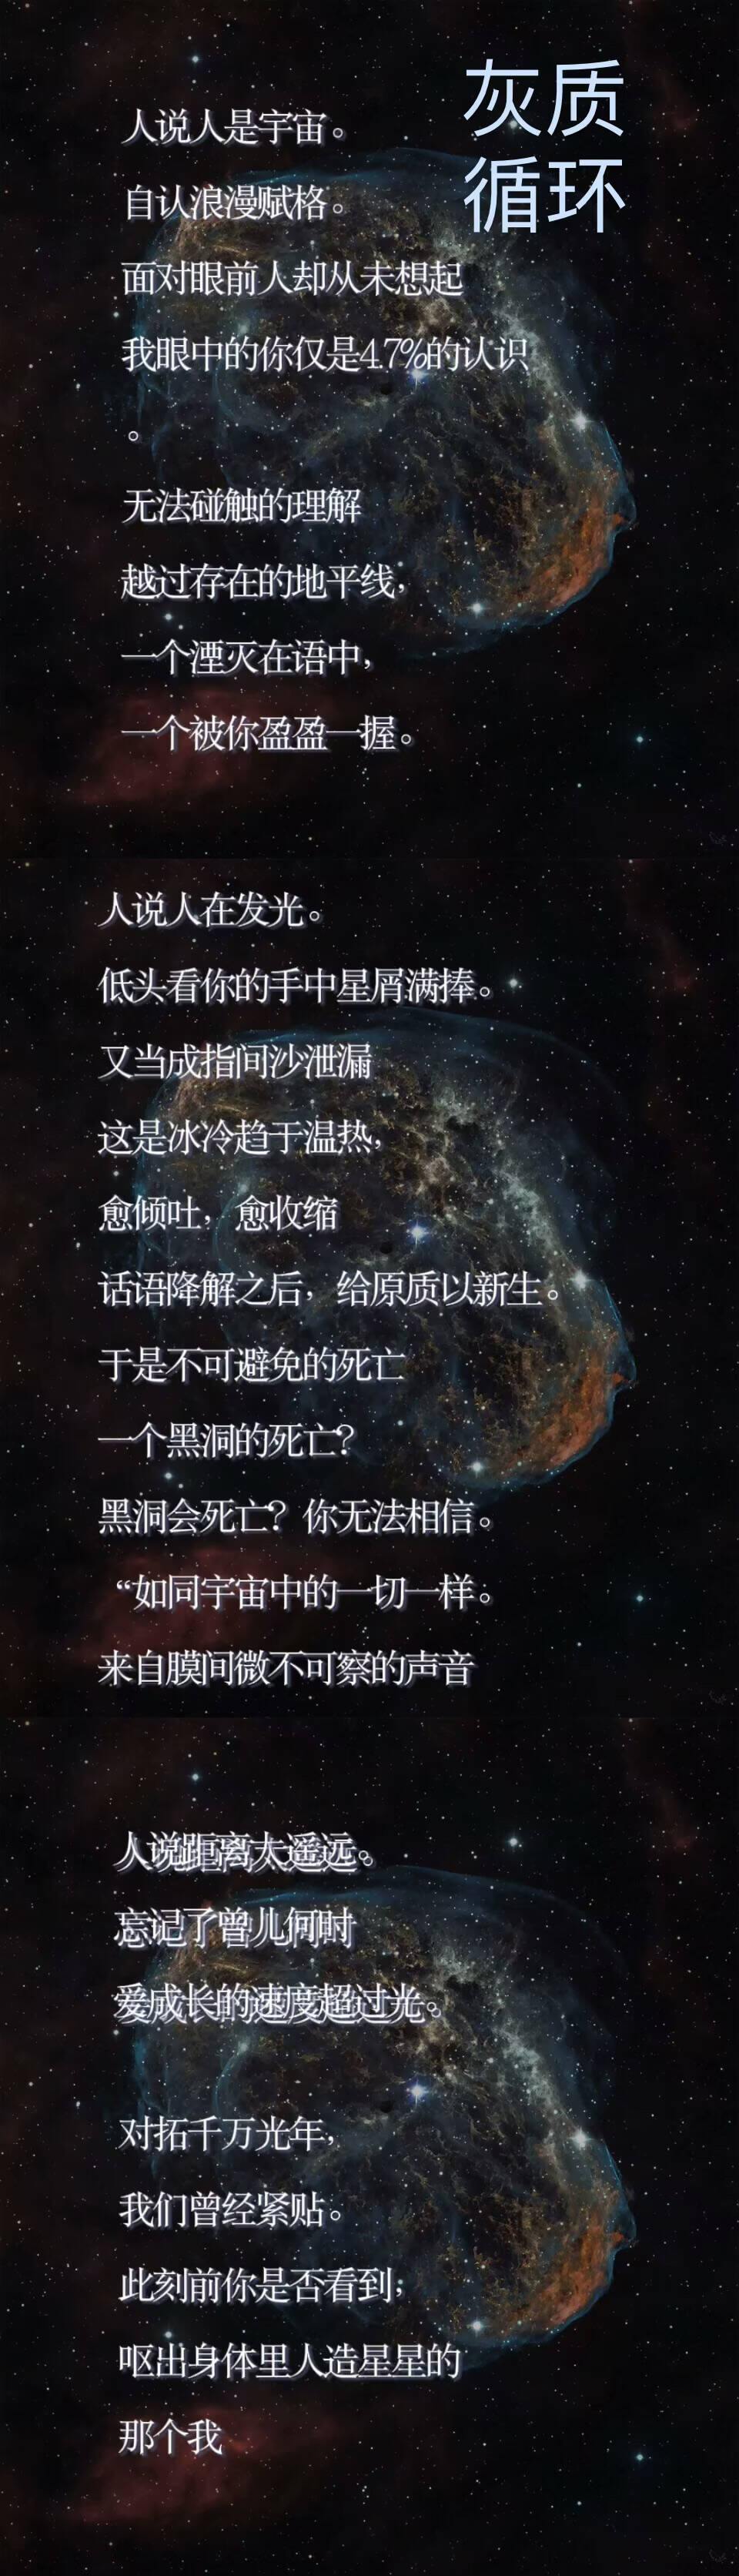 灰质
循环
人说人是宇宙。
自认浪漫赋格。
面对眼前人却从未想起
我眼中的你仅是4.7%的认识
。
无法碰触的理解
越过存在的地平线，
一个湮灭在语中，
一个被你盈盈一握。
人说人在发光。
低头看你的手中星屑满捧。
又当成指间沙泄漏
这是冰冷趋于温热，
愈倾吐，愈收缩
话语降解之后，给原质以新生。
于是不可避免的死亡
一个黑洞的死亡？
黑洞会死亡？你无法相信。
“如同宇宙中的一切一样。
来自膜间微不可察的声音
人说距离太遥远。
忘记了曾几何时
爱成长的速度超过光。
对拓千万光年，
我们曾经紧贴。
此刻前你是否看到，
呕出身体里人造星星的
那个我